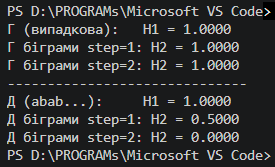 PS D:\PROGRAMs\Microsoft VS Code>
Г (випадкова):   H1 = 1.0000
Г біграми step=1: H2 = 1.0000
Г біграми step=2: H2 = 1.0000
------------------------------
Д (abab...):     H1 = 1.0000
Д біграми step=1: H2 = 0.5000
Д біграми step=2: H2 = 0.0000
PS D:\PROGRAMs\Microsoft VS Code>